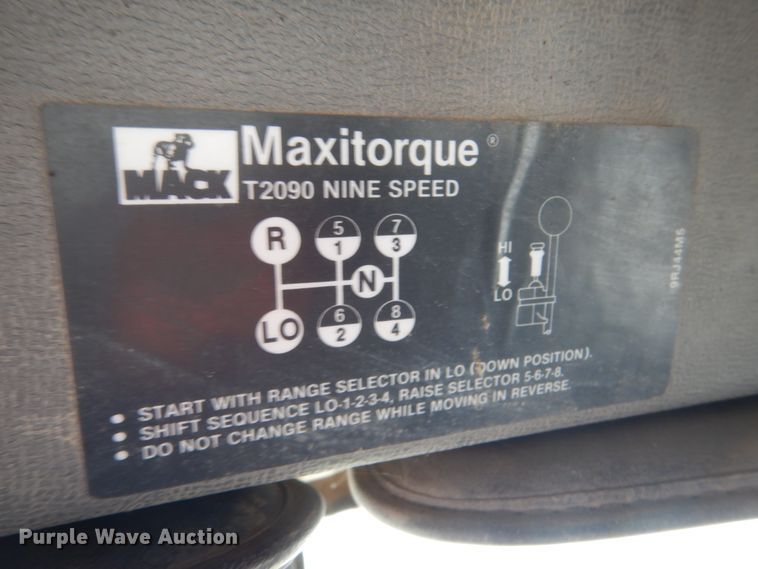 MACK
Maxitorque®
T2090 NINE SPEED
R 5 7
1 3
N
LO 6 8
2 4
HI
LO
9RJ44M5
• START WITH RANGE SELECTOR IN LO (DOWN POSITION).
• SHIFT SEQUENCE LO-1-2-3-4, RAISE SELECTOR 5-6-7-8.
• DO NOT CHANGE RANGE WHILE MOVING IN REVERSE.
Purple Wave Auction